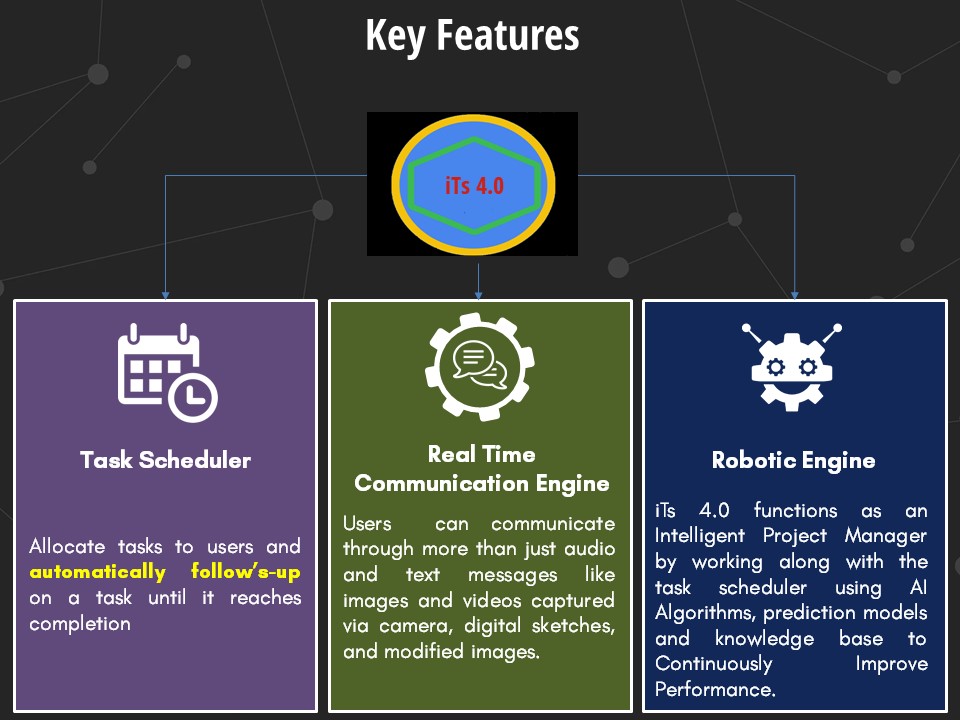 Key Features
iTs 4.0
Task Scheduler
Allocate tasks to users and
automatically follow's-up
on a task until it reaches
completion
Real Time
Communication Engine
Users can communicate
through more than just audio
and text messages like
images and videos captured
via camera, digital sketches,
and modified images.
Robotic Engine
iTs 4.0 functions as an
Intelligent Project Manager
by working along with the
task scheduler using AI
Algorithms, prediction models
and knowledge base to
Continuously Improve
Performance.